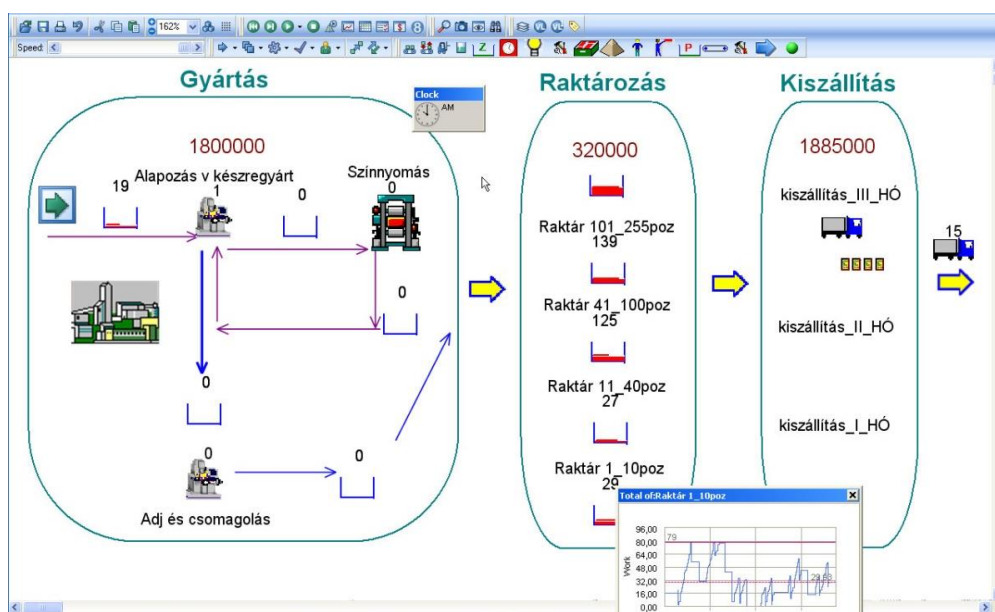 162%
Speed:
Gyártás
Raktározás
Kiszállítás
Clock
AM
1800000
320000
1885000
19
Alapozás v készregyárt
1
0
Színnyomás
0
kiszállítás_III_HÓ
Raktár 101_255poz
139
15
0
Raktár 41_100poz
125
kiszállítás_II_HÓ
0
Raktár 11_40poz
27
kiszállítás_I_HÓ
0
0
Raktár 1_10poz
29
Adj és csomagolás
Total of:Raktár 1_10poz
Work
96,00
80,00
64,00
48,00
32,00
16,00
0,00
79